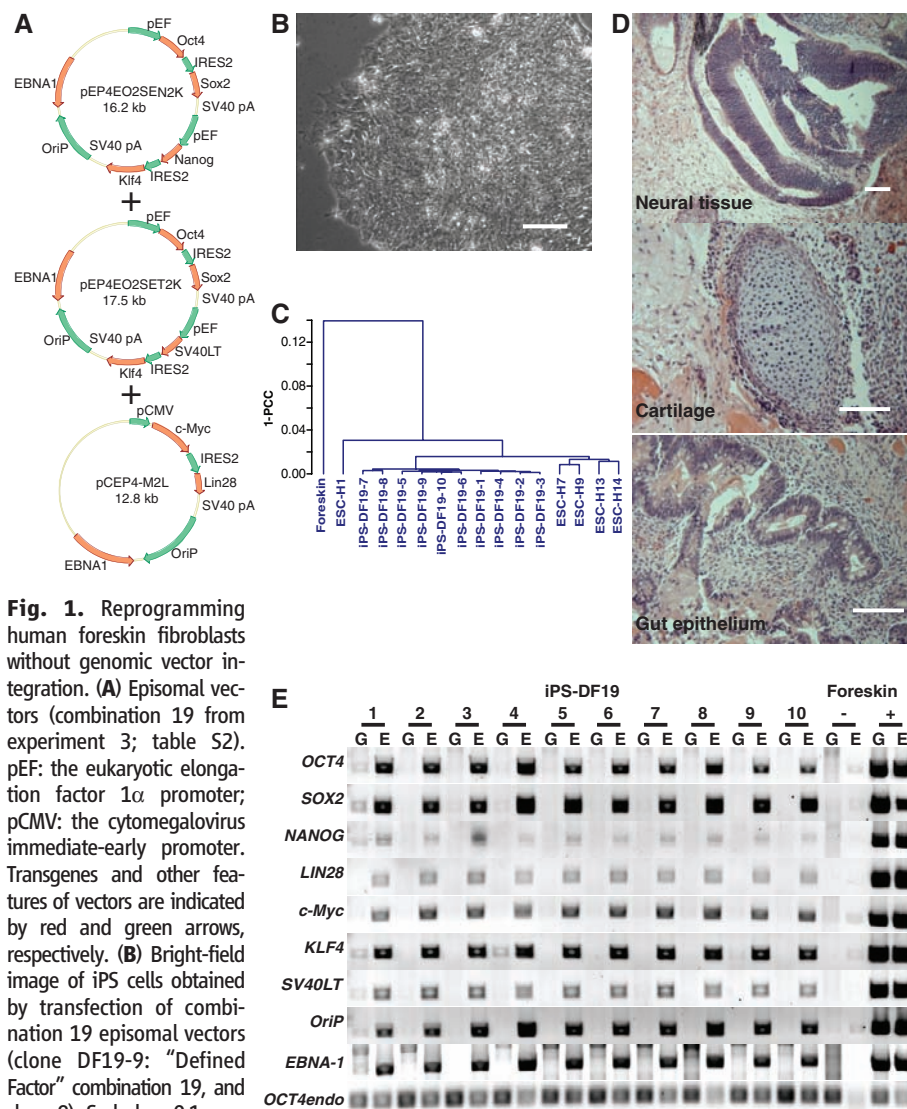 A
pEF
Oct4
IRES2
Sox2
SV40 pA
pEF
Nanog
IRES2
Klf4
SV40 pA
OriP
EBNA1
pEP4EO2SEN2K
16.2 kb
+
pEF
Oct4
IRES2
Sox2
SV40 pA
pEF
SV40LT
IRES2
Klf4
SV40 pA
OriP
EBNA1
pEP4EO2SET2K
17.5 kb
+
pCMV
c-Myc
IRES2
Lin28
SV40 pA
OriP
EBNA1
pCEP4-M2L
12.8 kb
B
C
1-PCC
0.12
0.08
0.04
0.00
Foreskin
ESC-H1
iPS-DF19-7
iPS-DF19-8
iPS-DF19-5
iPS-DF19-9
iPS-DF19-10
iPS-DF19-6
iPS-DF19-1
iPS-DF19-4
iPS-DF19-2
iPS-DF19-3
ESC-H7
ESC-H9
ESC-H13
ESC-H14
D
Neural tissue
Cartilage
Gut epithelium
Fig. 1. Reprogramming
human foreskin fibroblasts
without genomic vector in-
tegration. (A) Episomal vec-
tors (combination 19 from
experiment 3; table S2).
pEF: the eukaryotic elonga-
tion factor 1α promoter;
pCMV: the cytomegalovirus
immediate-early promoter.
Transgenes and other fea-
tures of vectors are indicated
by red and green arrows,
respectively. (B) Bright-field
image of iPS cells obtained
by transfection of combi-
nation 19 episomal vectors
(clone DF19-9: "Defined
Factor" combination 19, and
E
iPS-DF19 Foreskin
1 2 3 4 5 6 7 8 9 10 - +
G E G E G E G E G E G E G E G E G E G E G E G E
OCT4
SOX2
NANOG
LIN28
c-Myc
KLF4
SV40LT
OriP
EBNA-1
OCT4endo